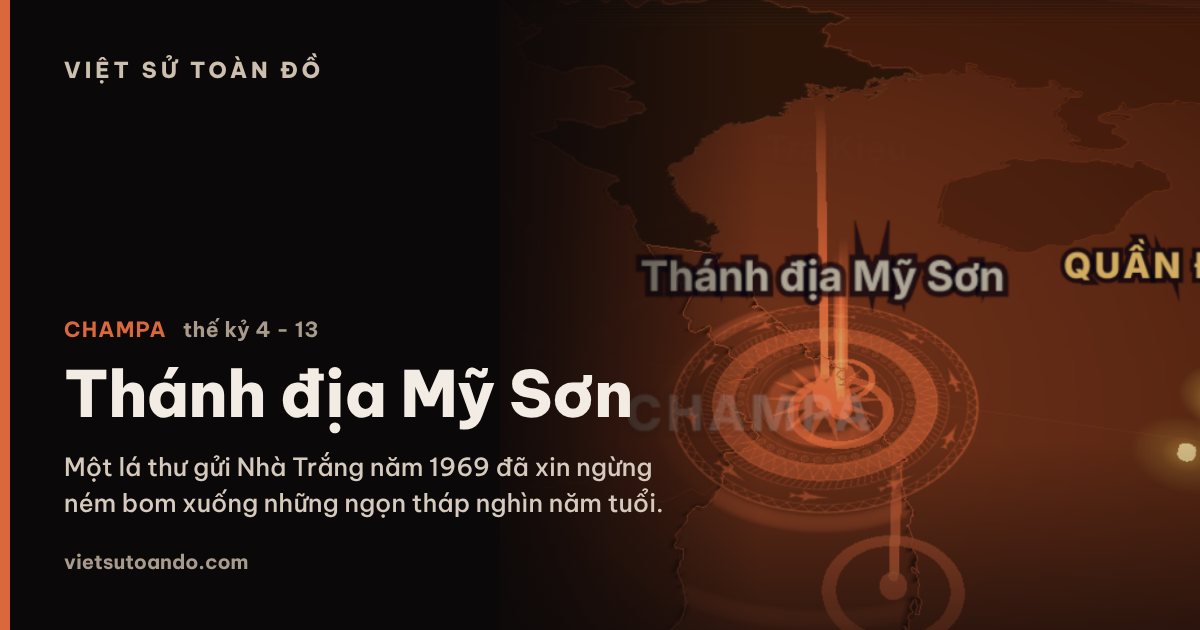 VIỆT SỬ TOÀN ĐỒ
Thánh địa Mỹ Sơn
QUẦN
CHAMPA
CHAMPA thế kỷ 4 – 13
Thánh địa Mỹ Sơn
Một lá thư gửi Nhà Trắng năm 1969 đã xin ngừng
ném bom xuống những ngọn tháp nghìn năm tuổi.
vietsutoando.com